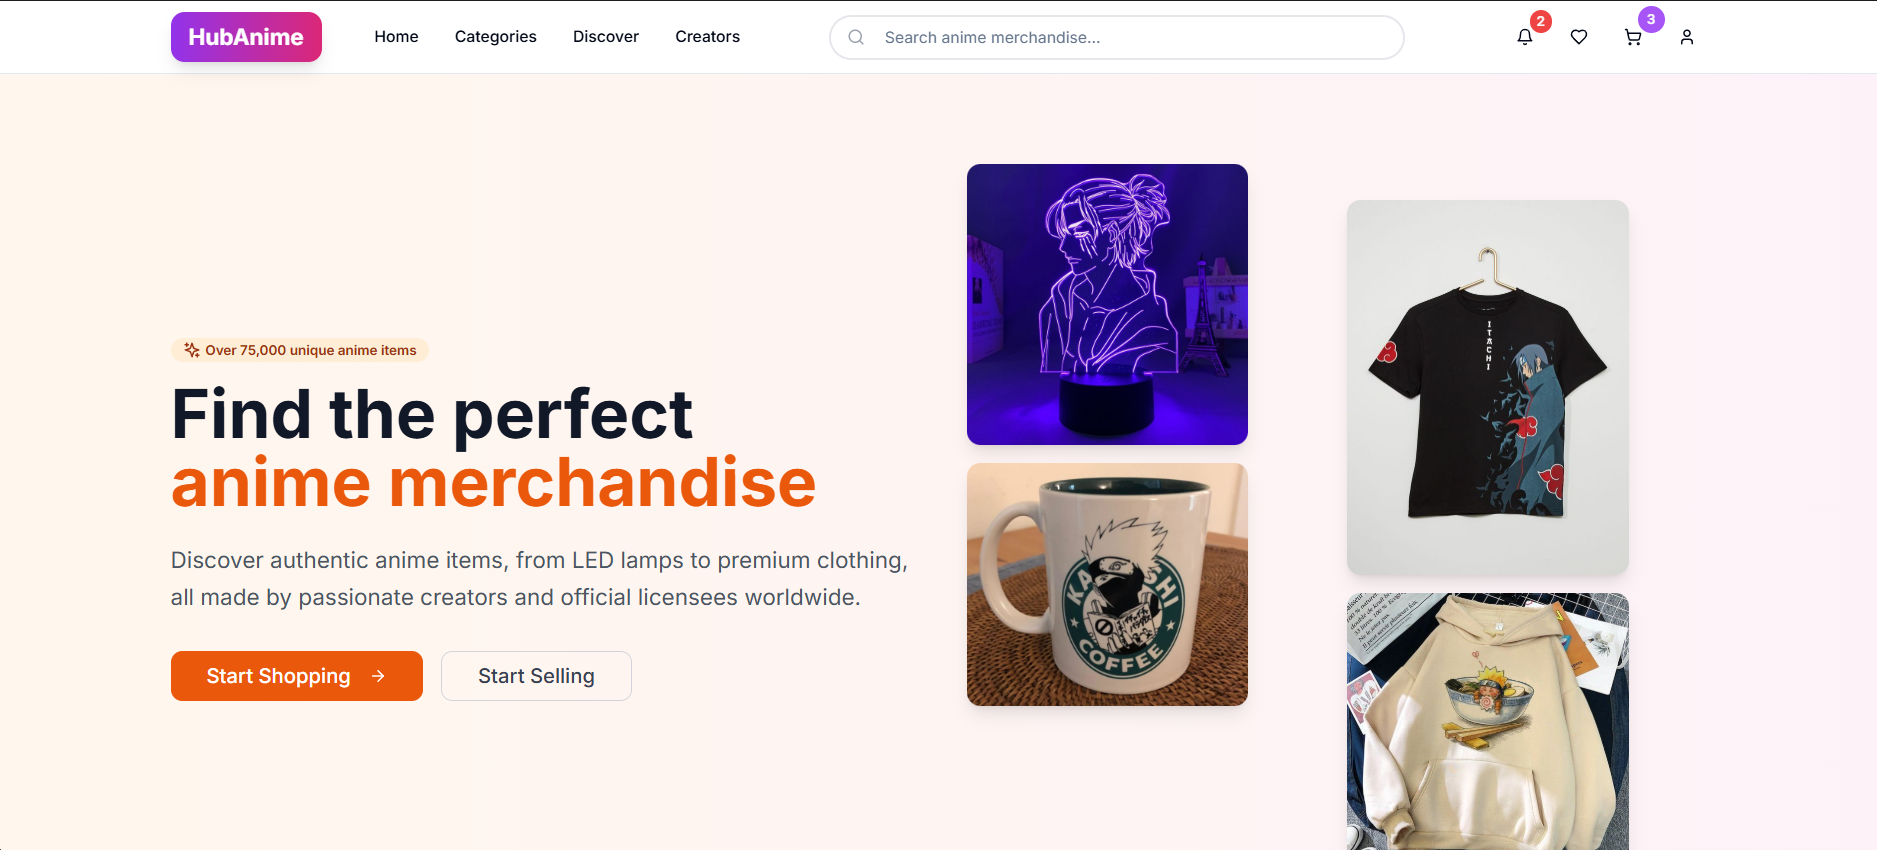 HubAnime
Home
Categories
Discover
Creators
Search anime merchandise...
2
3
Over 75,000 unique anime items
Find the perfect
anime merchandise
Discover authentic anime items, from LED lamps to premium clothing,
all made by passionate creators and official licensees worldwide.
Start Shopping
Start Selling
ITACHI
COFFEE